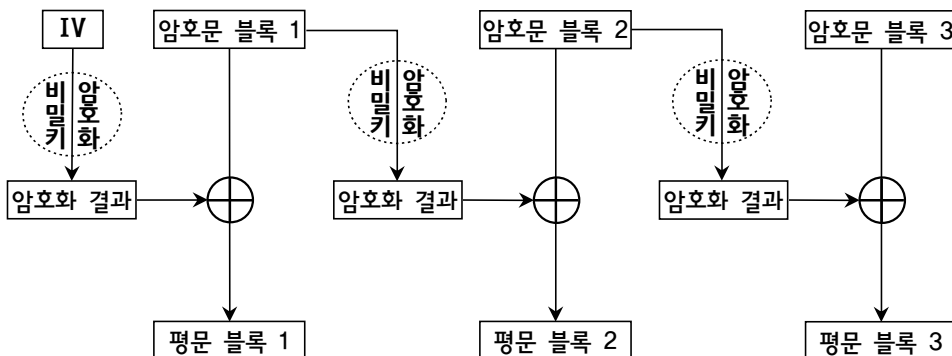 IV
암호문 블록 1
암호문 블록 2
암호문 블록 3
비밀키
암호화
비밀키
암호화
비밀키
암호화
암호화 결과
암호화 결과
암호화 결과
평문 블록 1
평문 블록 2
평문 블록 3